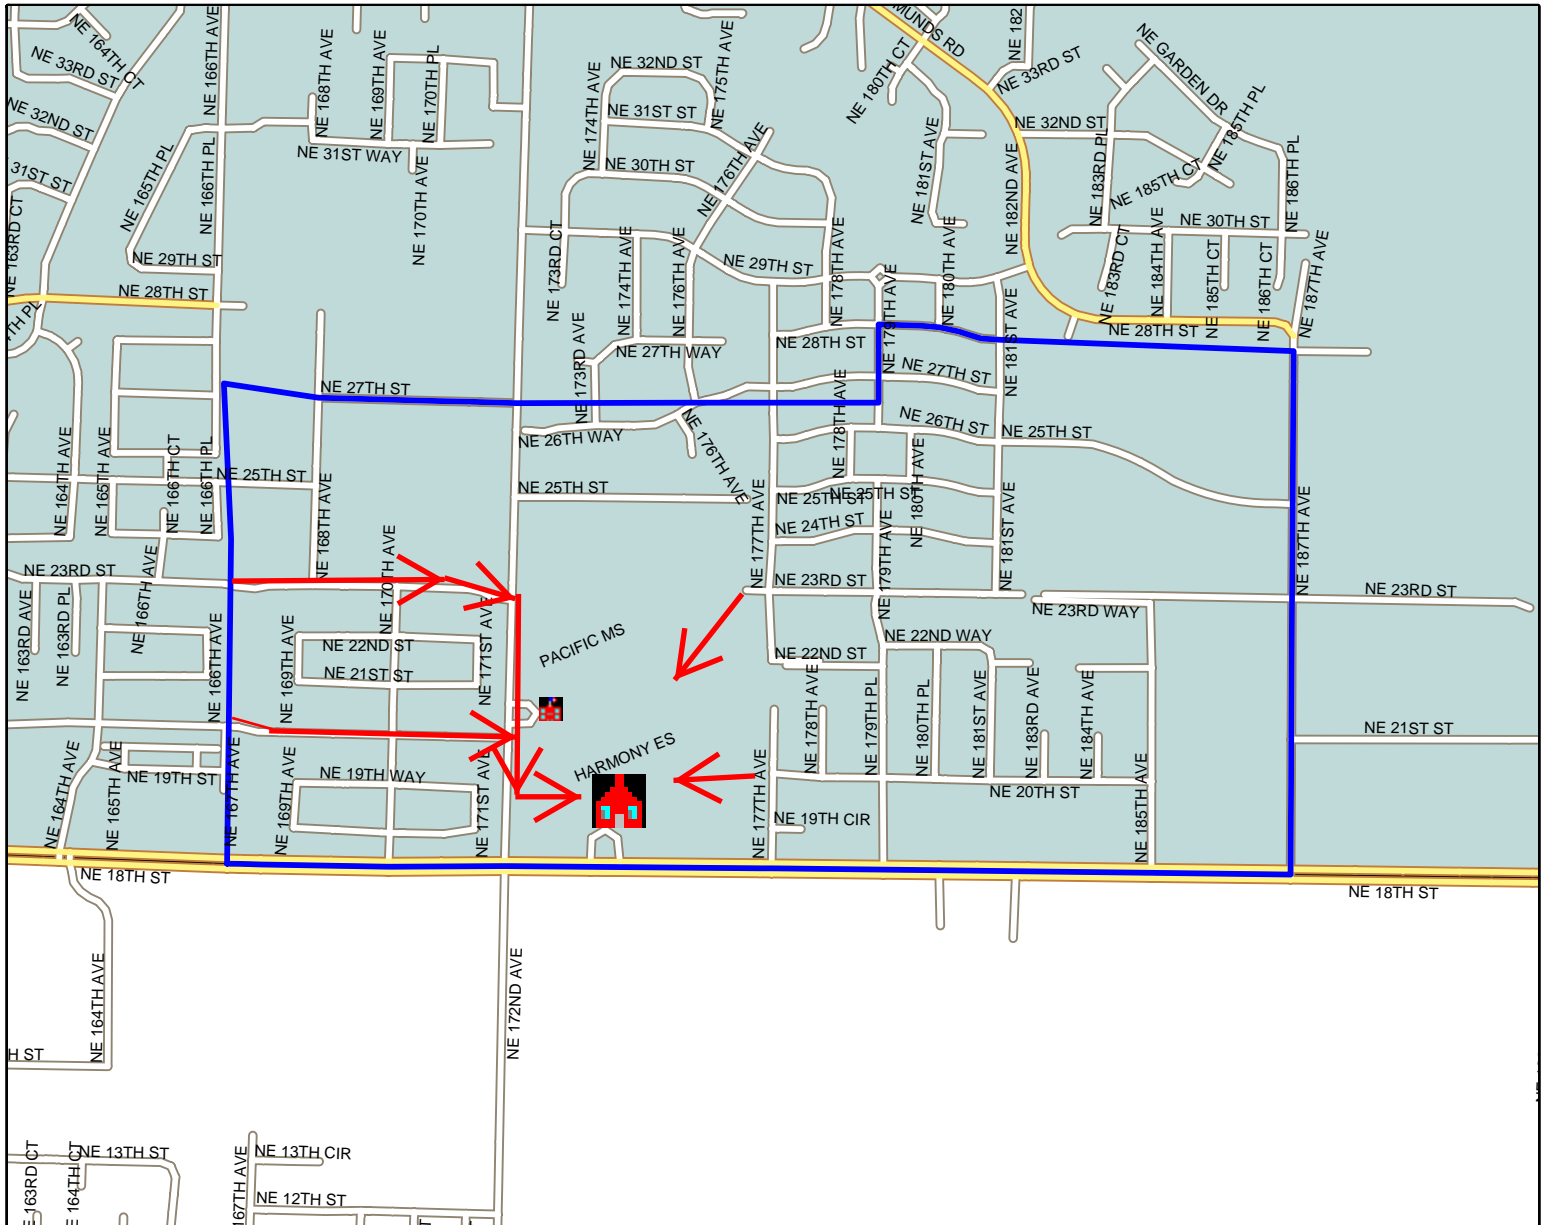 NE 164TH CT
NE 33RD ST
NE 166TH AVE
NE 168TH AVE
NE 169TH AVE
NE 170TH PL
NE 32ND ST
NE 175TH AVE
NE 174TH AVE
NE 31ST ST
MUNDS RD
NE 180TH CT
NE 182
NE 33RD ST
NE GARDEN DR
NE 185TH PL
NE 32ND ST
NE 32ND ST
NE 31ST WAY
NE 165TH PL
NE 166TH PL
NE 170TH AVE
NE 30TH ST
NE 176TH AVE
NE 181ST AVE
NE 182ND AVE
NE 183RD PL
NE 185TH CT
NE 186TH PL
31ST ST
NE 163RD CT
NE 29TH ST
NE 28TH ST
TH PL
NE 173RD CT
NE 174TH AVE
NE 176TH AVE
NE 29TH ST
NE 178TH AVE
NE 180TH AVE
NE 179TH AVE
NE 181ST AVE
NE 183RD CT
NE 184TH AVE
NE 30TH ST
NE 185TH CT
NE 186TH CT
NE 187TH AVE
NE 28TH ST
NE 28TH ST
NE 27TH WAY
NE 173RD AVE
NE 27TH ST
NE 27TH ST
NE 178TH AVE
NE 26TH ST
NE 25TH ST
NE 26TH WAY
NE 176TH AVE
NE 164TH AVE
NE 165TH AVE
NE 166TH CT
NE 166TH PL
NE 25TH ST
NE 168TH AVE
NE 25TH ST
NE 177TH AVE
NE 25TH ST
NE 25TH ST
NE 180TH AVE
NE 24TH ST
NE 181ST AVE
NE 187TH AVE
NE 23RD ST
NE 163RD AVE
NE 163RD PL
NE 166TH AVE
NE 170TH AVE
NE 23RD ST
NE 179TH AVE
NE 23RD WAY
NE 23RD ST
NE 166TH AVE
NE 169TH AVE
NE 22ND ST
NE 21ST ST
NE 171ST AVE
PACIFIC MS
NE 22ND WAY
NE 22ND ST
NE 178TH AVE
NE 179TH PL
NE 180TH PL
NE 181ST AVE
NE 183RD AVE
NE 184TH AVE
NE 21ST ST
NE 164TH AVE
NE 165TH AVE
NE 19TH ST
NE 167TH AVE
NE 169TH AVE
NE 19TH WAY
NE 171ST AVE
HARMONY ES
NE 177TH AVE
NE 20TH ST
NE 185TH AVE
NE 19TH CIR
NE 18TH ST
NE 18TH ST
NE 164TH AVE
NE 172ND AVE
H ST
NE 13TH ST
NE 13TH CIR
163RD CT
164TH CT
167TH AVE
NE 12TH ST